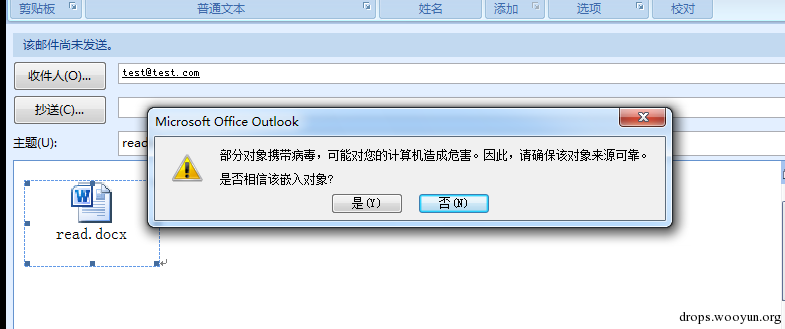 剪贴板 普通文本 姓名 添加 选项 校对
该邮件尚未发送。
收件人(O)... test@test.com
抄送(C)...
主题(U): read
Microsoft Office Outlook
部分对象携带病毒，可能对您的计算机造成危害。因此，请确保该对象来源可靠。
是否相信该嵌入对象?
是(Y) 否(N)
read.docx
drops.wooyun.org